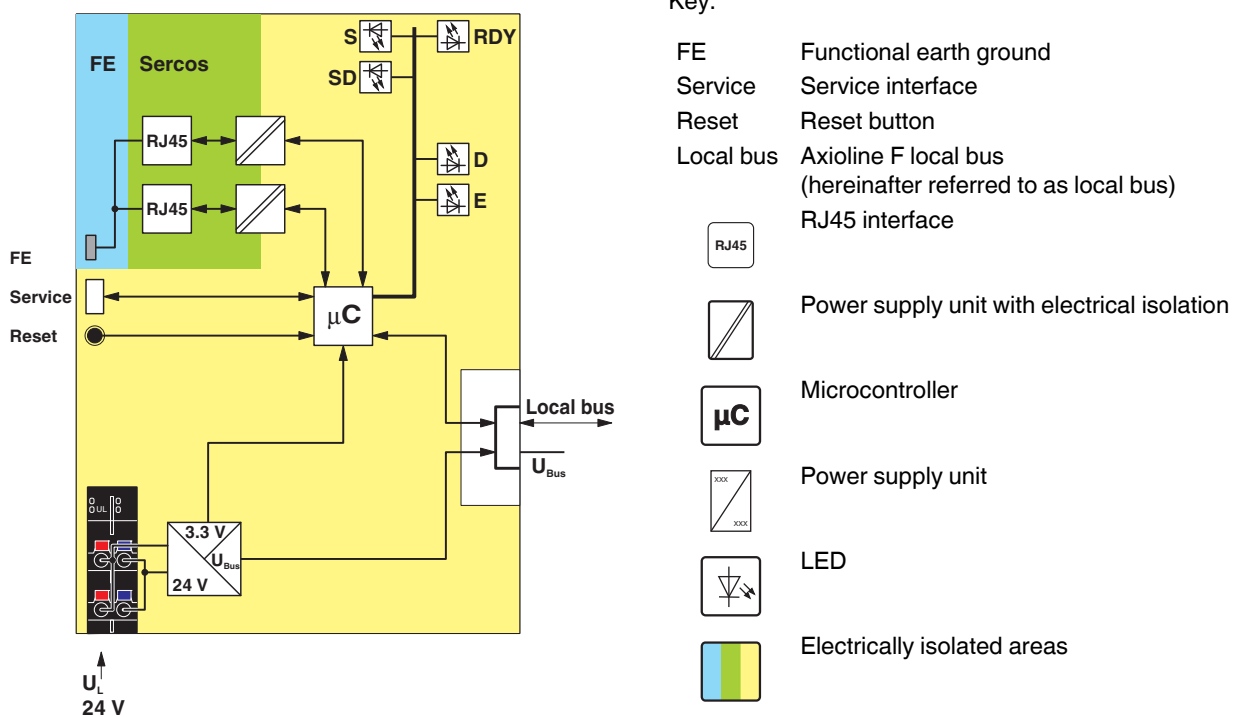 FE Sercos
S RDY
SD
RJ45
D
RJ45
E
FE
Service
Reset
µC
Local bus
U Bus
UL
3.3 V
U Bus
24 V
U L
24 V
Key:
FE Functional earth ground
Service Service interface
Reset Reset button
Local bus Axioline F local bus
(hereinafter referred to as local bus)
RJ45 RJ45 interface
Power supply unit with electrical isolation
µC Microcontroller
xxx
xxx
Power supply unit
LED
Electrically isolated areas